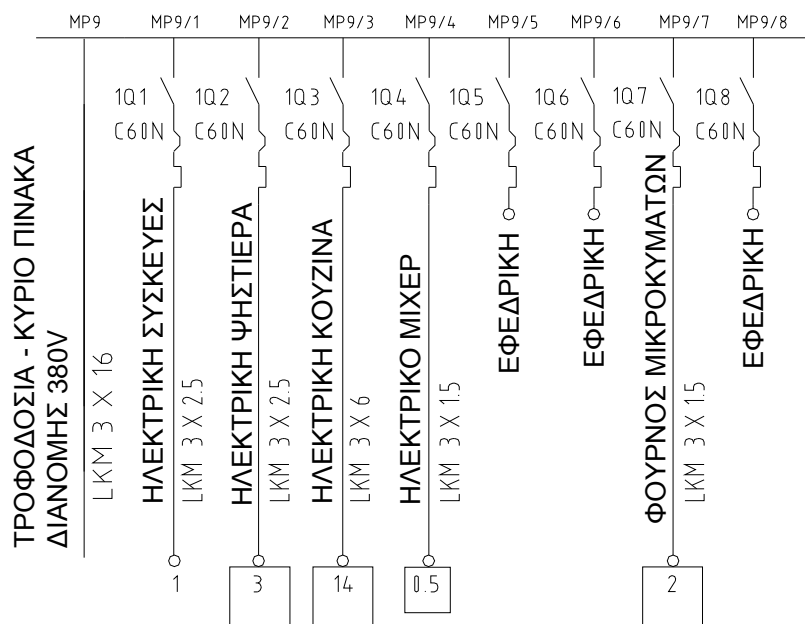 MP9 MP9/1 MP9/2 MP9/3 MP9/4 MP9/5 MP9/6 MP9/7 MP9/8
1Q1 1Q2 1Q3 1Q4 1Q5 1Q6 1Q7 1Q8
C60N C60N C60N C60N C60N C60N C60N C60N
ΤΡΟΦΟΔΟΣΙΑ - ΚΥΡΙΟ ΠΙΝΑΚΑ
ΔΙΑΝΟΜΗΣ 380V
LKM 3 X 16
ΗΛΕΚΤΡΙΚΗ ΣΥΣΚΕΥΕΣ
LKM 3 X 2.5
ΗΛΕΚΤΡΙΚΗ ΨΗΣΤΙΕΡΑ
LKM 3 X 2.5
ΗΛΕΚΤΡΙΚΗ ΚΟΥΖΙΝΑ
LKM 3 X 6
ΗΛΕΚΤΡΙΚΟ ΜΙΧΕΡ
LKM 3 X 1.5
ΕΦΕΔΡΙΚΗ
ΕΦΕΔΡΙΚΗ
ΦΟΥΡΝΟΣ ΜΙΚΡΟΚΥΜΑΤΩΝ
LKM 3 X 1.5
ΕΦΕΔΡΙΚΗ
1 3 14 0.5 2